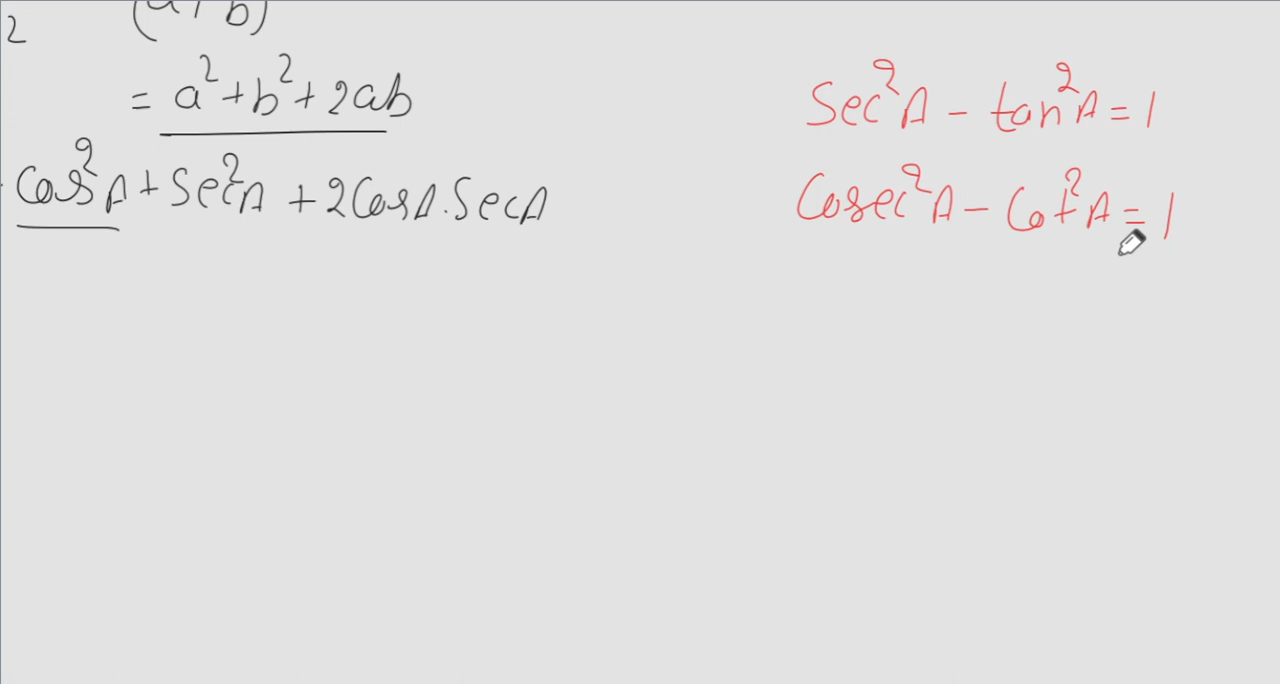 2 (a+b)
= a²+b²+2ab
Cos²A + Sec²A + 2CosA.SecA
Sec²A - tan²A = 1
Cosec²A - Cot²A = 1